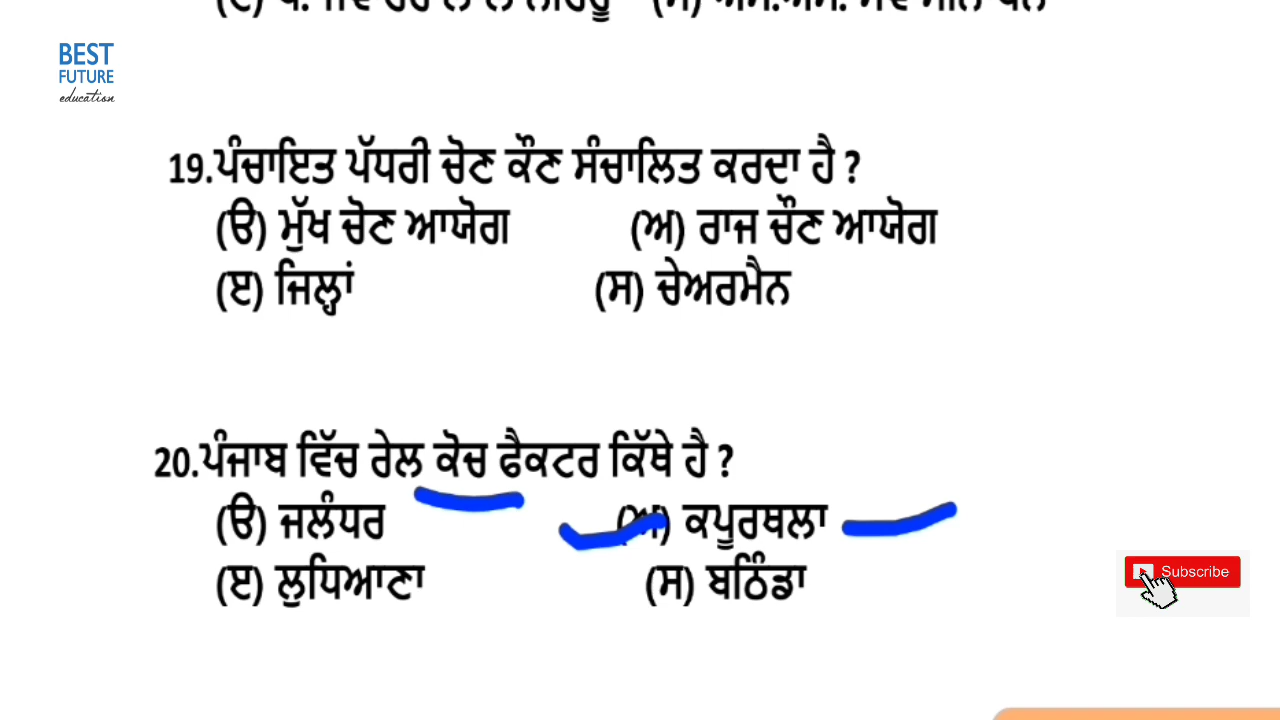 BEST
FUTURE
education
19.ਪੰਚਾਇਤ ਪੱਧਰੀ ਚੋਣ ਕੌਣ ਸੰਚਾਲਿਤ ਕਰਦਾ ਹੈ ?
(ੳ) ਮੁੱਖ ਚੋਣ ਆਯੋਗ (ਅ) ਰਾਜ ਚੌਣ ਆਯੋਗ
(ੲ) ਜਿਲ੍ਹਾਂ (ਸ) ਚੇਅਰਮੈਨ
20.ਪੰਜਾਬ ਵਿੱਚ ਰੇਲ ਕੋਚ ਫੈਕਟਰ ਕਿੱਥੇ ਹੈ ?
(ੳ) ਜਲੰਧਰ (ਅ) ਕਪੂਰਥਲਾ
(ੲ) ਲੁਧਿਆਣਾ (ਸ) ਬਠਿੰਡਾ
Subscribe